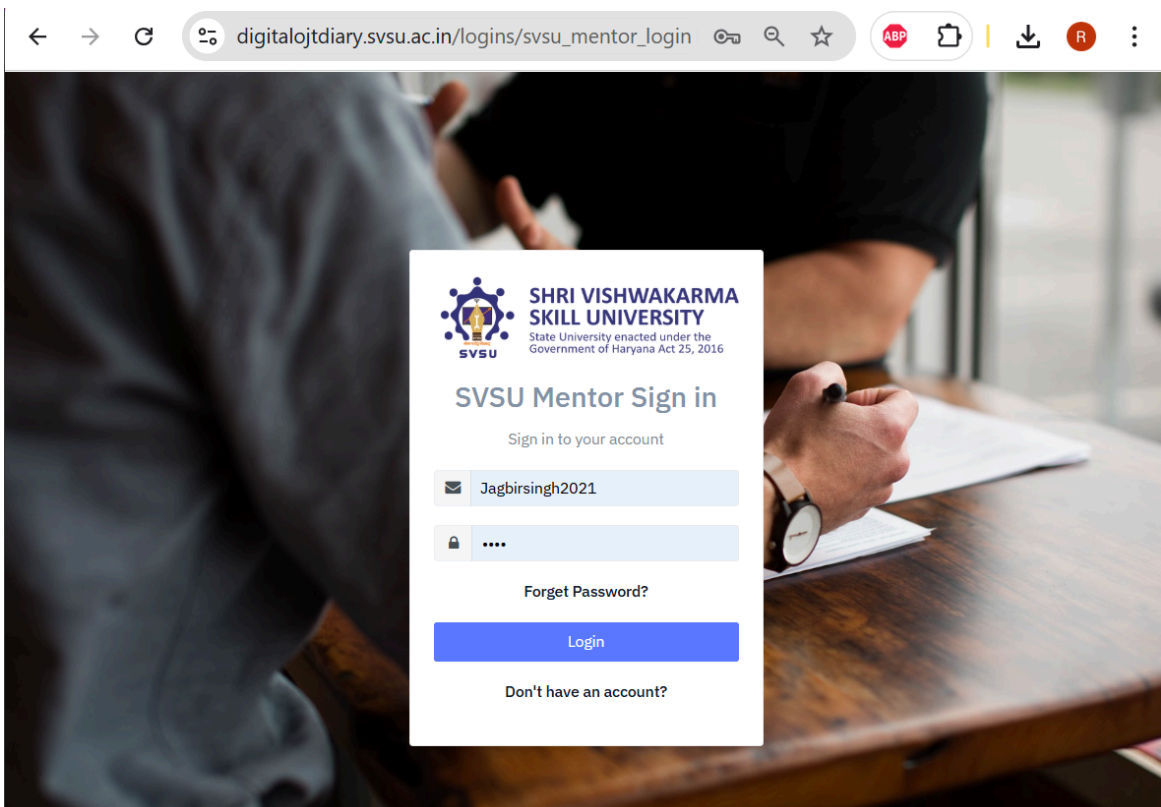 digitalojtdiary.svsu.ac.in/logins/svsu_mentor_login
ABP
R
SHRI VISHWAKARMA
SKILL UNIVERSITY
State University enacted under the
Government of Haryana Act 25, 2016
SVSU
SVSU Mentor Sign in
Sign in to your account
Jagbirsingh2021
••••
Forget Password?
Login
Don't have an account?